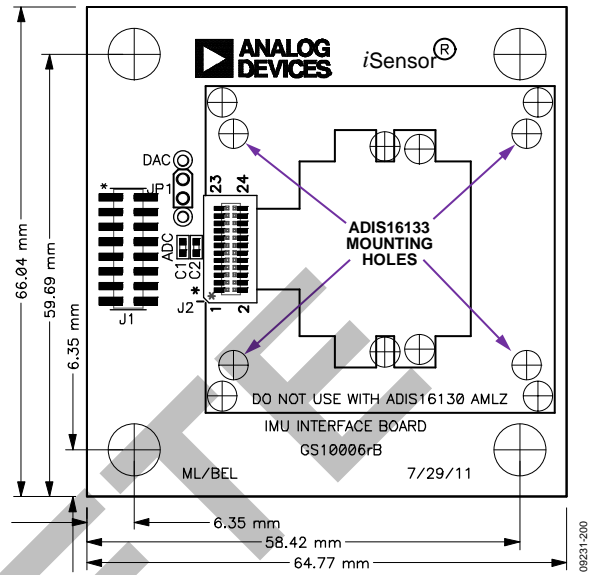 ANALOG
DEVICES
iSensor®
DAC
JP1
*
23
24
ADC
C1
C2
J2
*
*
1
2
J1
ADIS16133
MOUNTING
HOLES
66.04 mm
59.69 mm
6.35 mm
DO NOT USE WITH ADIS16130 AMLZ
IMU INTERFACE BOARD
GS10006rB
ML/BEL
7/29/11
6.35 mm
58.42 mm
64.77 mm
09231-200